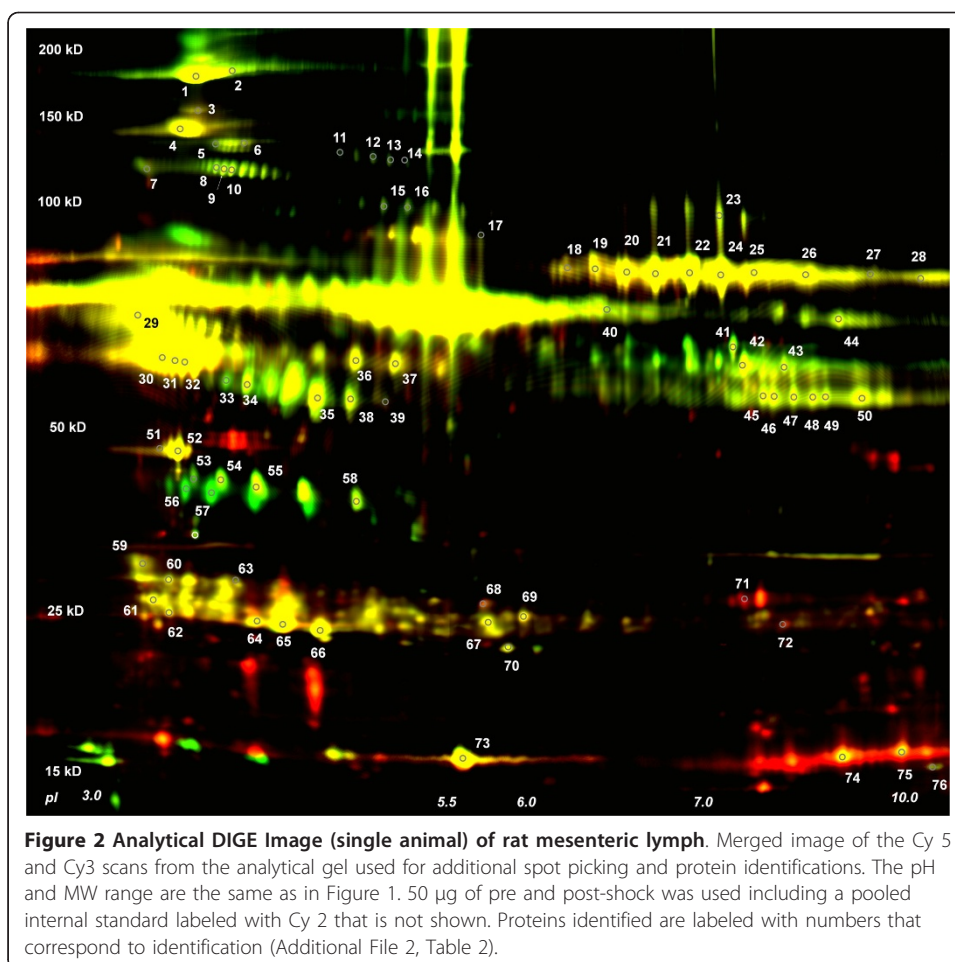 200 kD
1 2
3
150 kD
4
5 6
11 12 13 14
7 8 9 10
100 kD
15 16
23
17
18 19 20 21 22 24 25 26 27 28
29
40
41 42 43 44
30 31 32
36 37
33 34
35 38 39
45 46 47 48 49 50
50 kD
51 52
53 54 55
56 57
58
59 60
63
61
25 kD
62
64 65 66
68 69
67
70
71
72
73
74 75 76
15 kD
pI 3.0 5.5 6.0 7.0 10.0
Figure 2 Analytical DIGE Image (single animal) of rat mesenteric lymph. Merged image of the Cy 5
and Cy3 scans from the analytical gel used for additional spot picking and protein identifications. The pH
and MW range are the same as in Figure 1. 50 μg of pre and post-shock was used including a pooled
internal standard labeled with Cy 2 that is not shown. Proteins identified are labeled with numbers that
correspond to identification (Additional File 2, Table 2).